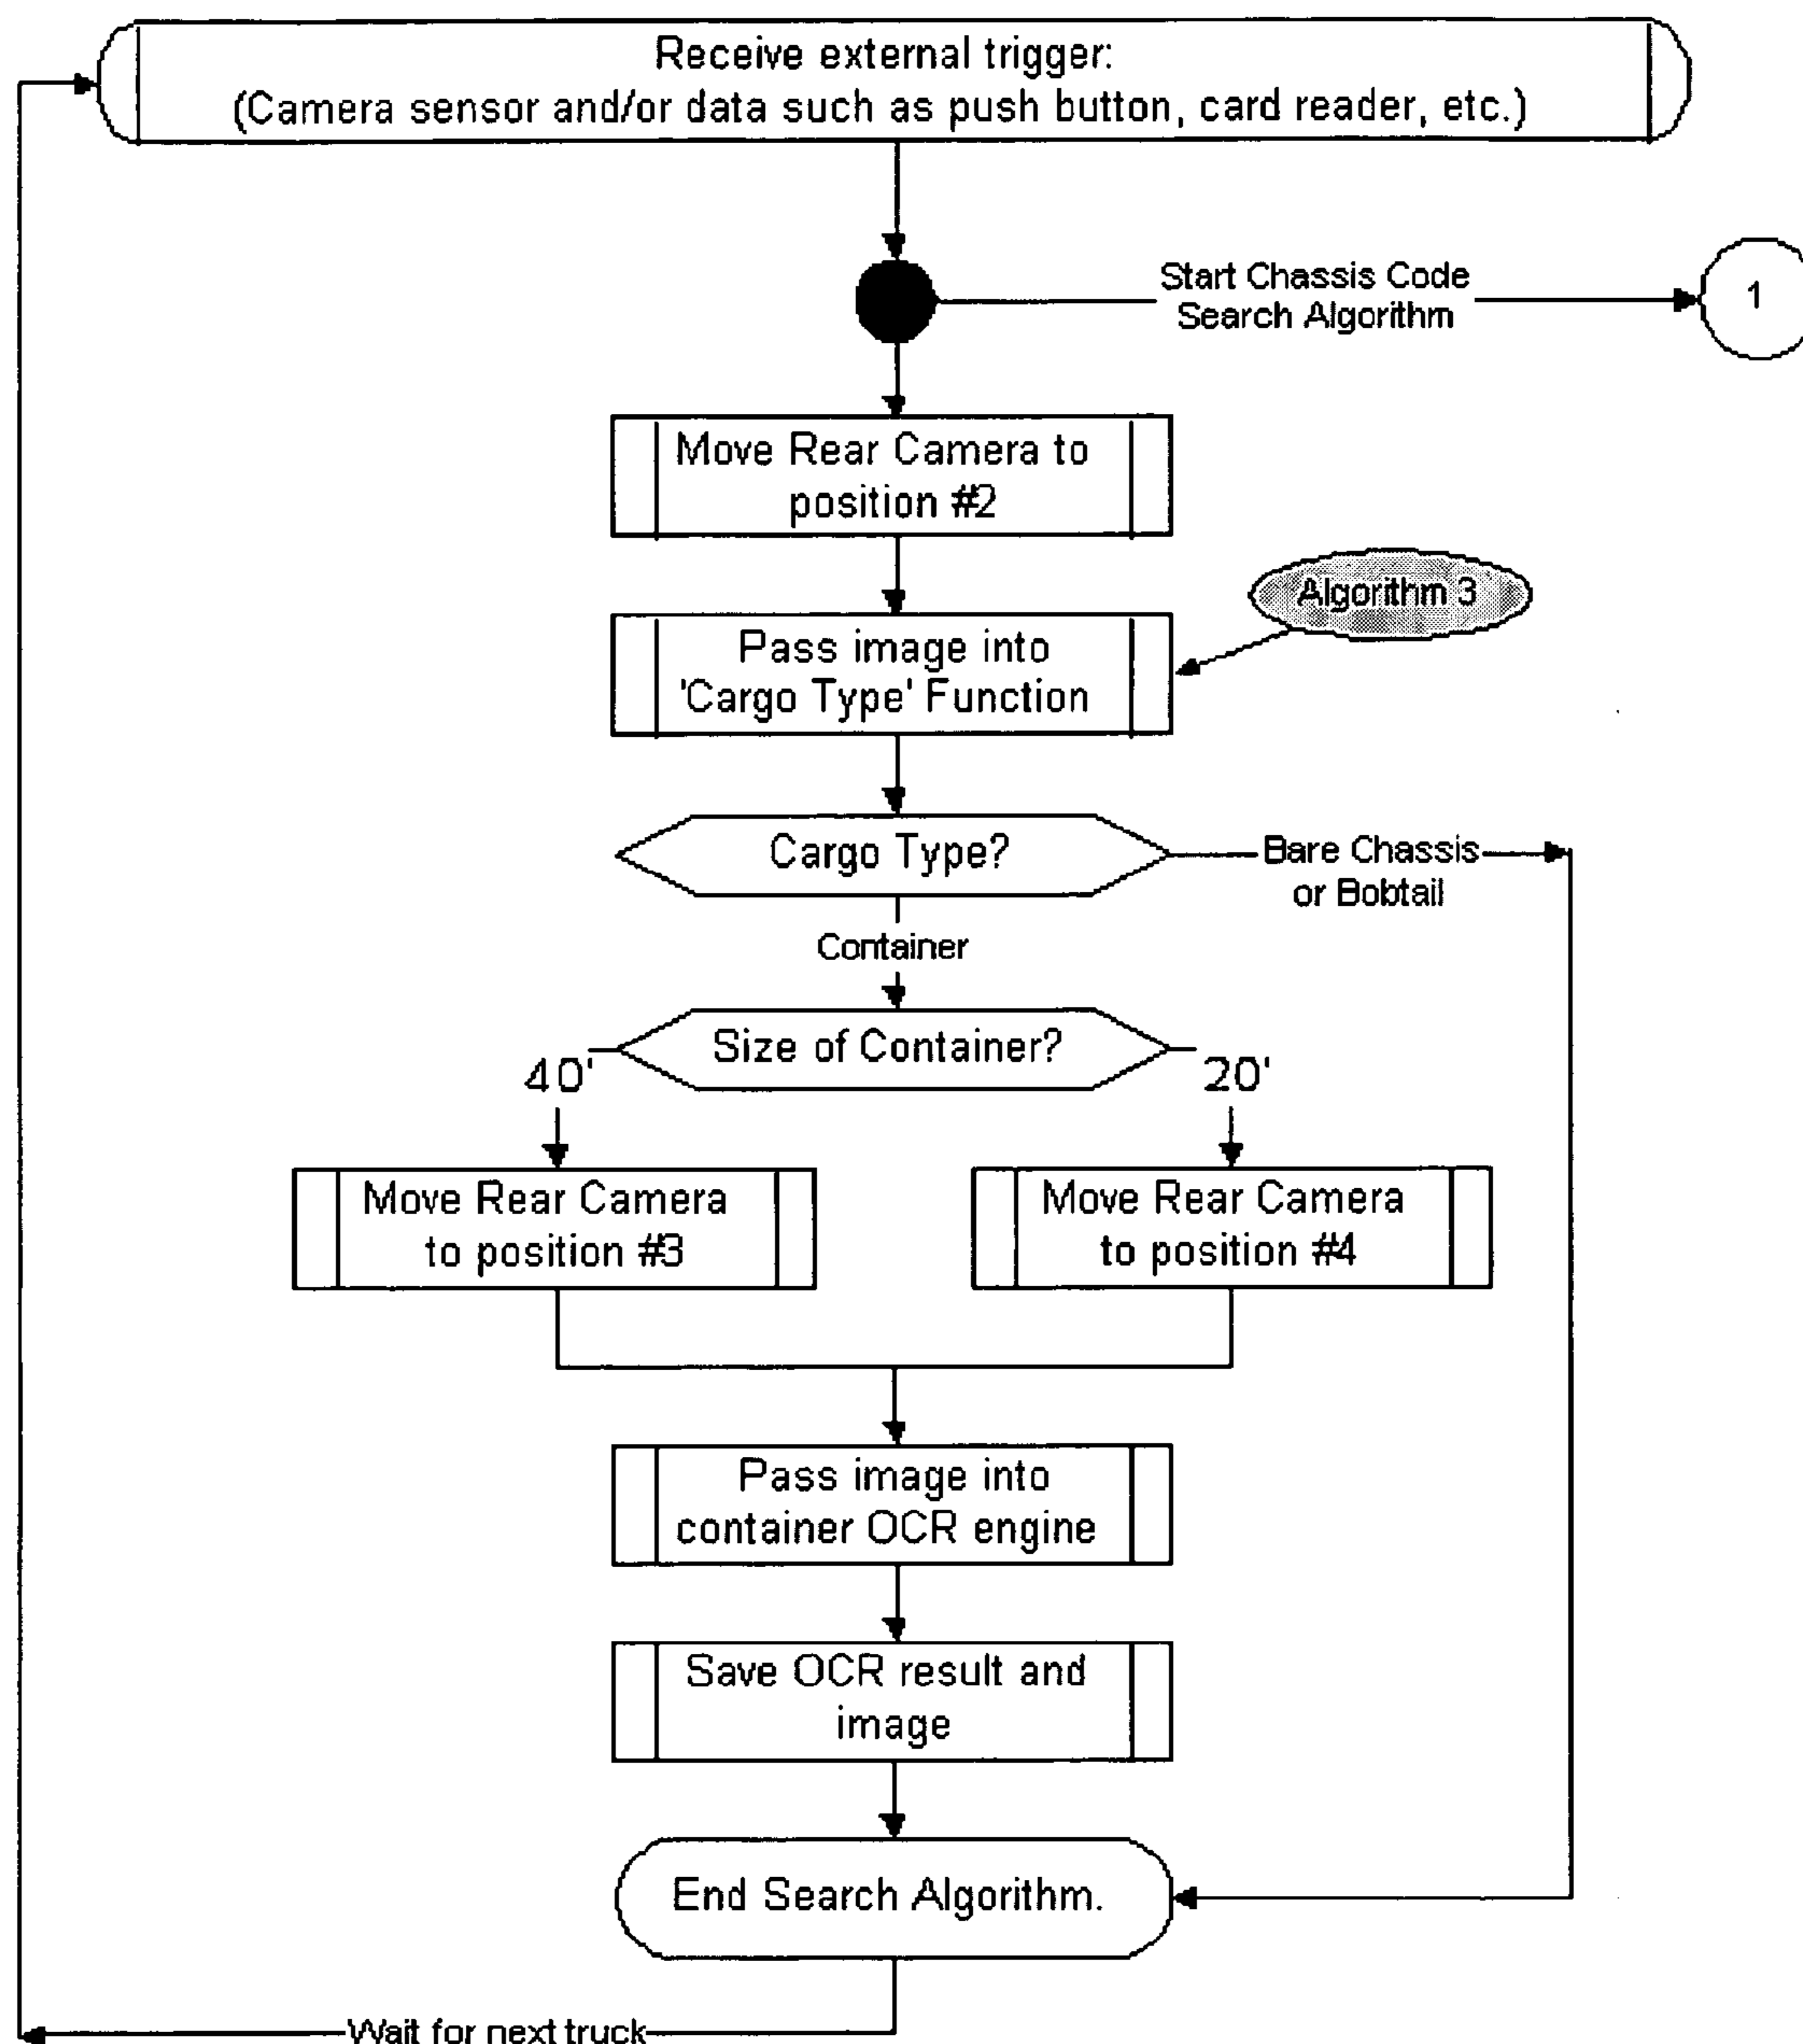 Receive external trigger:
(Camera sensor and/or data such as push button, card reader, etc.)
Start Chassis Code
Search Algorithm
1
Move Rear Camera to
position #2
Algorithm 3
Pass image into
'Cargo Type' Function
Cargo Type?
Bare Chassis
or Bobtail
Container
Size of Container?
40'
20'
Move Rear Camera
to position #3
Move Rear Camera
to position #4
Pass image into
container OCR engine
Save OCR result and
image
End Search Algorithm.
Wait for next truck